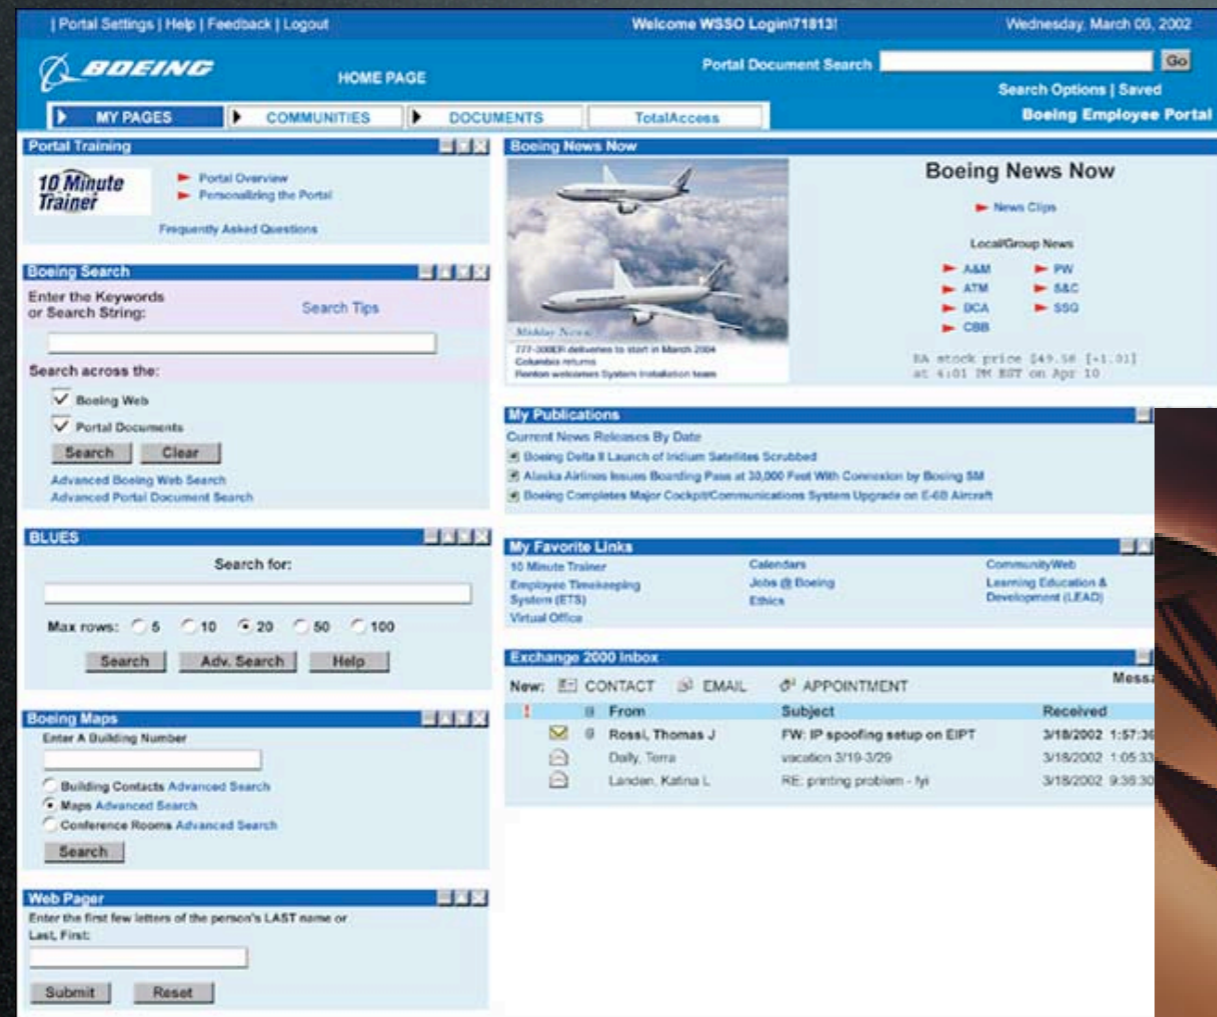 | Portal Settings | Help | Feedback | Logout
Welcome WSSO Login\71813!
Wednesday, March 06, 2002
BOEING
HOME PAGE
Portal Document Search
Go
Search Options | Saved
MY PAGES
COMMUNITIES
DOCUMENTS
TotalAccess
Boeing Employee Portal
Portal Training
10 Minute
Trainer
Portal Overview
Personalizing the Portal
Frequently Asked Questions
Boeing Search
Enter the Keywords
or Search String:
Search Tips
Search across the:
Boeing Web
Portal Documents
Search Clear
Advanced Boeing Web Search
Advanced Portal Document Search
BLUES
Search for:
Max rows: 5 10 20 50 100
Search Adv. Search Help
Boeing Maps
Enter A Building Number
Building Contacts Advanced Search
Maps Advanced Search
Conference Rooms Advanced Search
Search
Web Pager
Enter the first few letters of the person's LAST name or
Last, First:
Submit Reset
Boeing News Now
Midday News
777-300ER deliveries to start in March 2004
Columbia returns
Renton welcomes System Installation team
Boeing News Now
News Clips
Local/Group News
A&M PW
ATM S&C
BCA SSG
CBB
BA stock price $49.58 [-1.01]
at 4:01 PM EST on Apr 10
My Publications
Current News Releases By Date
Boeing Delta II Launch of Iridium Satellites Scrubbed
Alaska Airlines Issues Boarding Pass at 30,000 Feet With Connexion by Boeing SM
Boeing Completes Major Cockpit/Communications System Upgrade on E-6B Aircraft
My Favorite Links
10 Minute Trainer
Employee Timekeeping
System (ETS)
Virtual Office
Calendars
Jobs @ Boeing
Ethics
CommunityWeb
Learning Education &
Development (LEAD)
Exchange 2000 Inbox
New: CONTACT EMAIL APPOINTMENT
Messa
! From Subject Received
Rossi, Thomas J FW: IP spoofing setup on EIPT 3/18/2002 1:57:36
Daily, Terra vacation 3/19-3/29 3/18/2002 1:05:33
Landen, Katina L RE: printing problem - fyi 3/18/2002 9:36:30